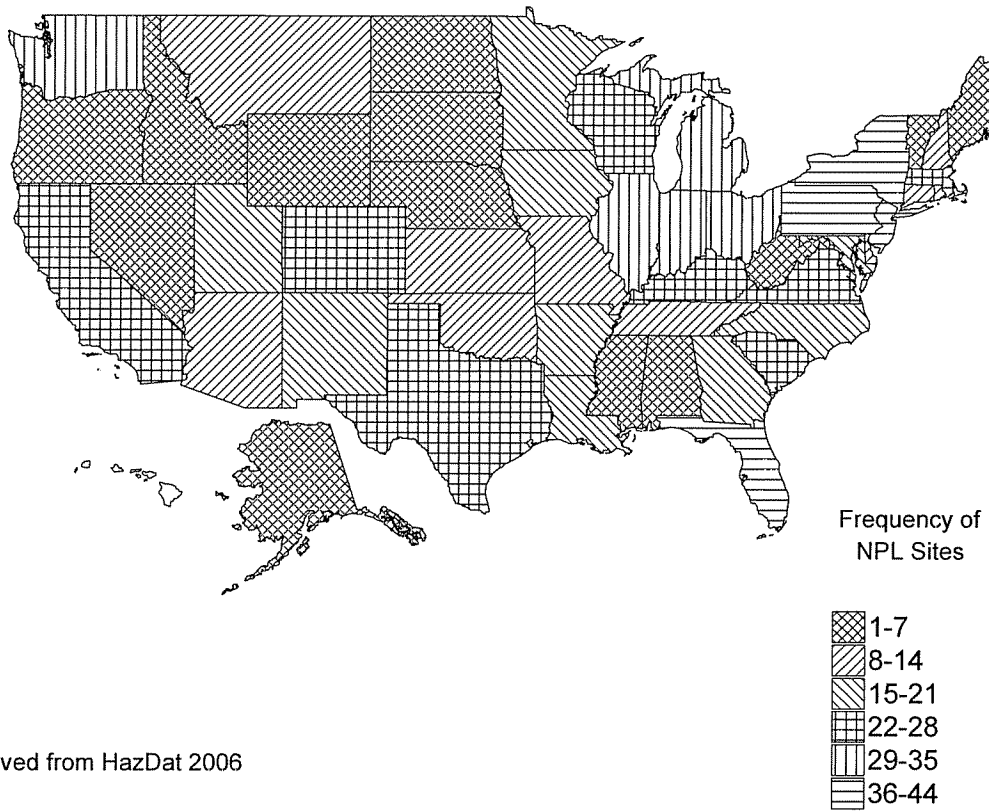 Frequency of
NPL Sites
1-7
8-14
15-21
22-28
29-35
36-44
ved from HazDat 2006